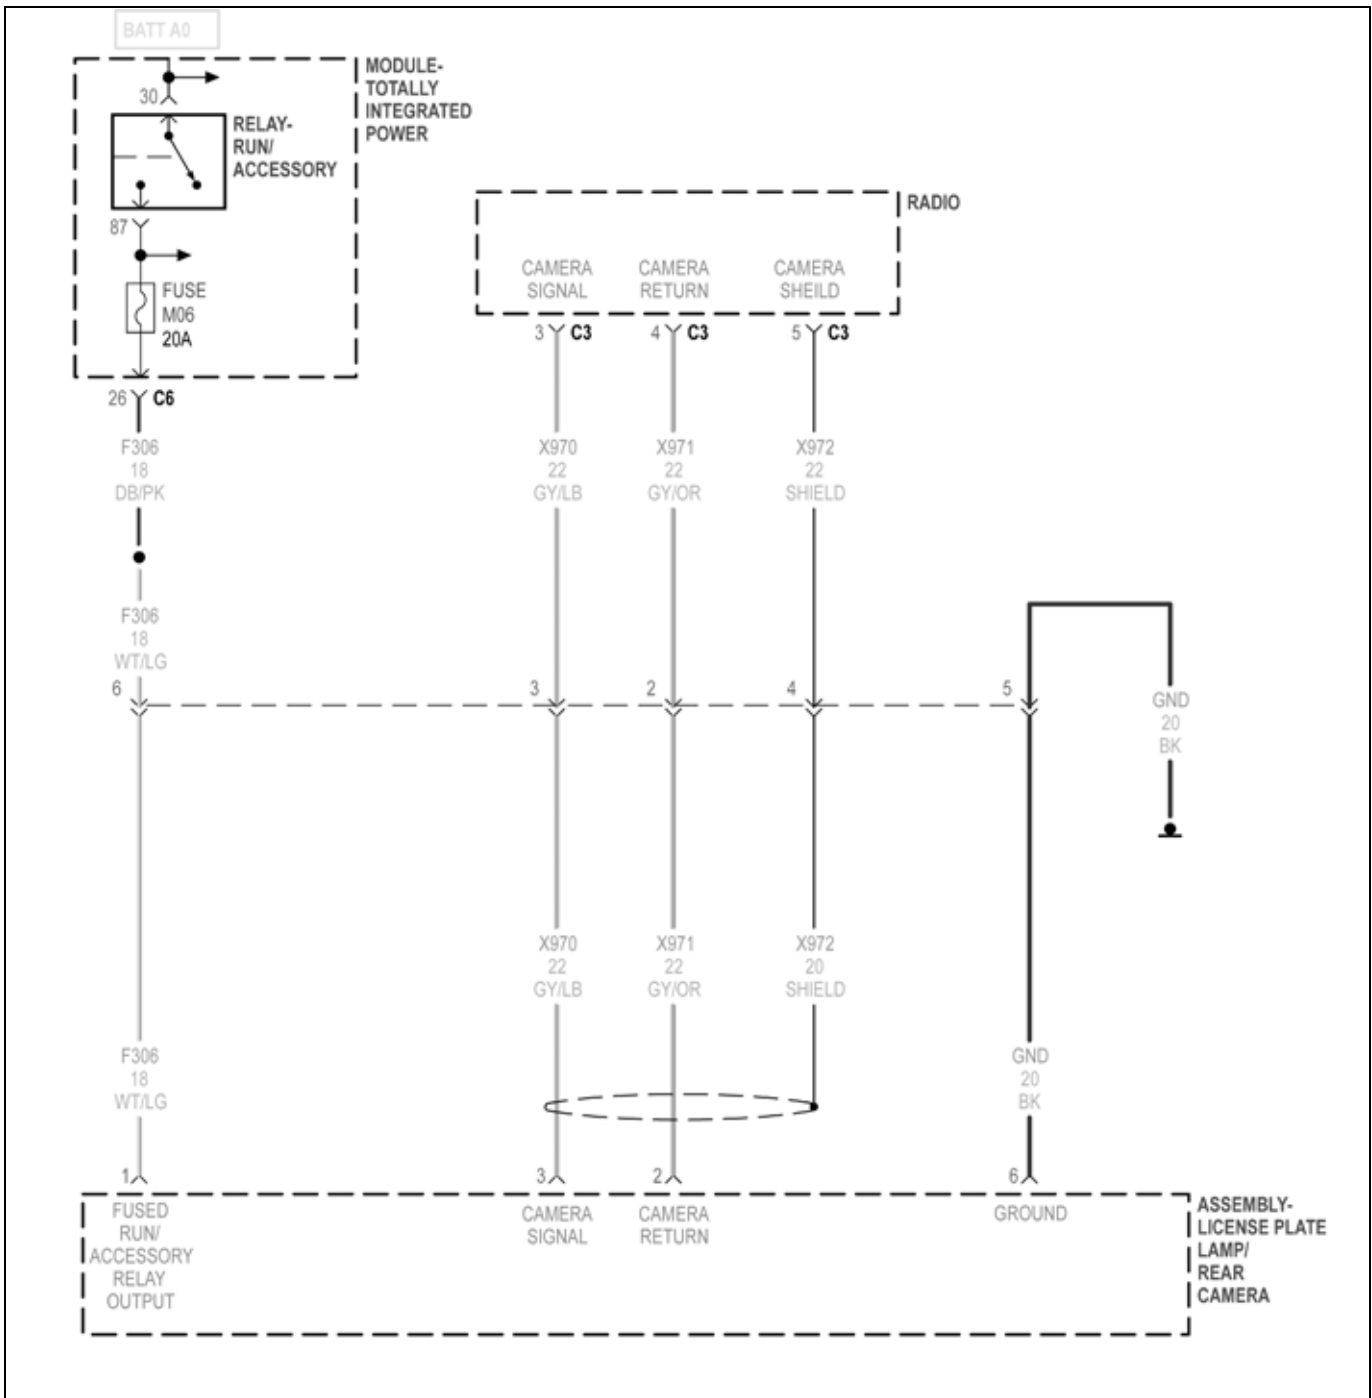 BATT A0
MODULE-
TOTALLY
INTEGRATED
POWER
30
RELAY-
RUN/
ACCESSORY
87
FUSE
M06
20A
26 C6
RADIO
CAMERA
SIGNAL
CAMERA
RETURN
CAMERA
SHEILD
3 C3
4 C3
5 C3
F306
18
DB/PK
X970
22
GY/LB
X971
22
GY/OR
X972
22
SHIELD
F306
18
WT/LG
6
3
2
4
5
GND
20
BK
X970
22
GY/LB
X971
22
GY/OR
X972
20
SHIELD
F306
18
WT/LG
GND
20
BK
1
3
2
6
FUSED
RUN/
ACCESSORY
RELAY
OUTPUT
CAMERA
SIGNAL
CAMERA
RETURN
GROUND
ASSEMBLY-
LICENSE PLATE
LAMP/
REAR
CAMERA